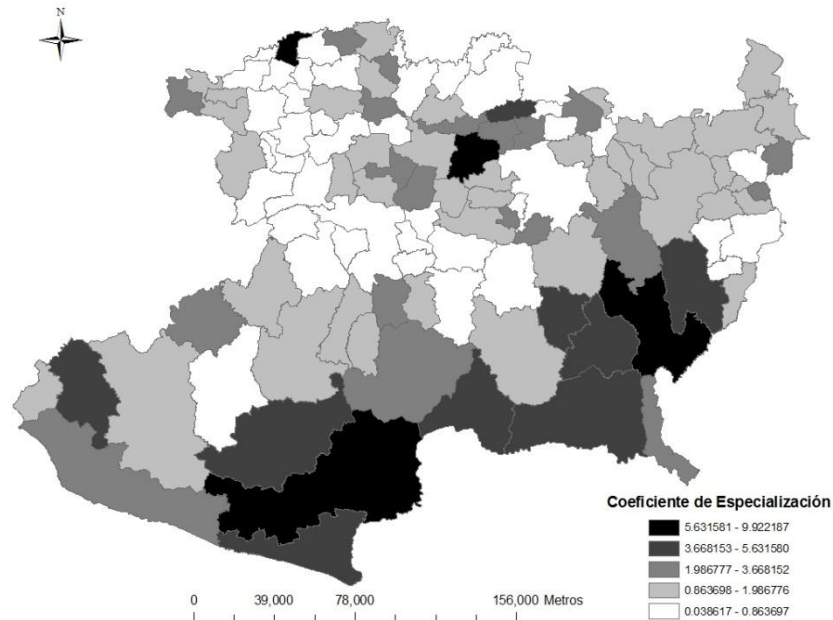 N
Coeficiente de Especialización
5.631581 - 9.922187
3.668153 - 5.631580
1.986777 - 3.668152
0.863698 - 1.986776
0.038617 - 0.863697
0 39,000 78,000 156,000 Metros